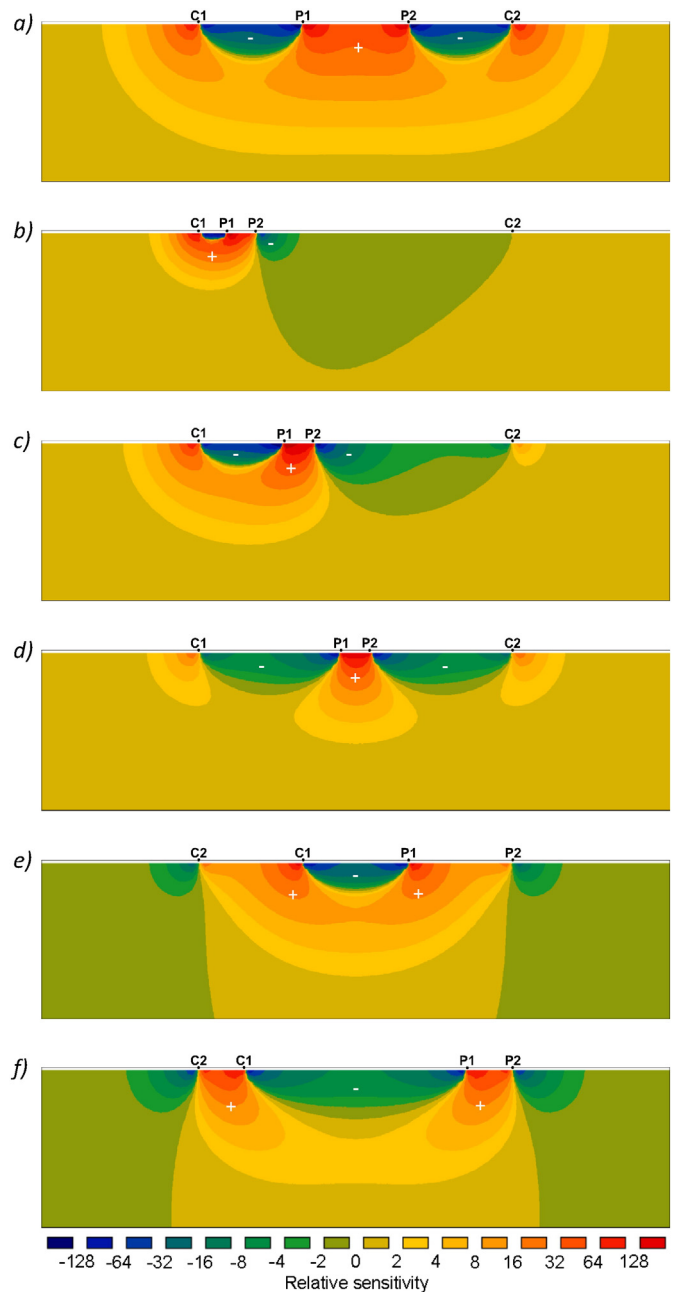 a) C1 P1 P2 C2
- + -
b) C1 P1 P2 C2
+ -
c) C1 P1 P2 C2
- + -
d) C1 P1 P2 C2
- + -
e) C2 C1 P1 P2
+ - +
f) C2 C1 P1 P2
+ - +
-128 -64 -32 -16 -8 -4 -2 0 2 4 8 16 32 64 128
Relative sensitivity